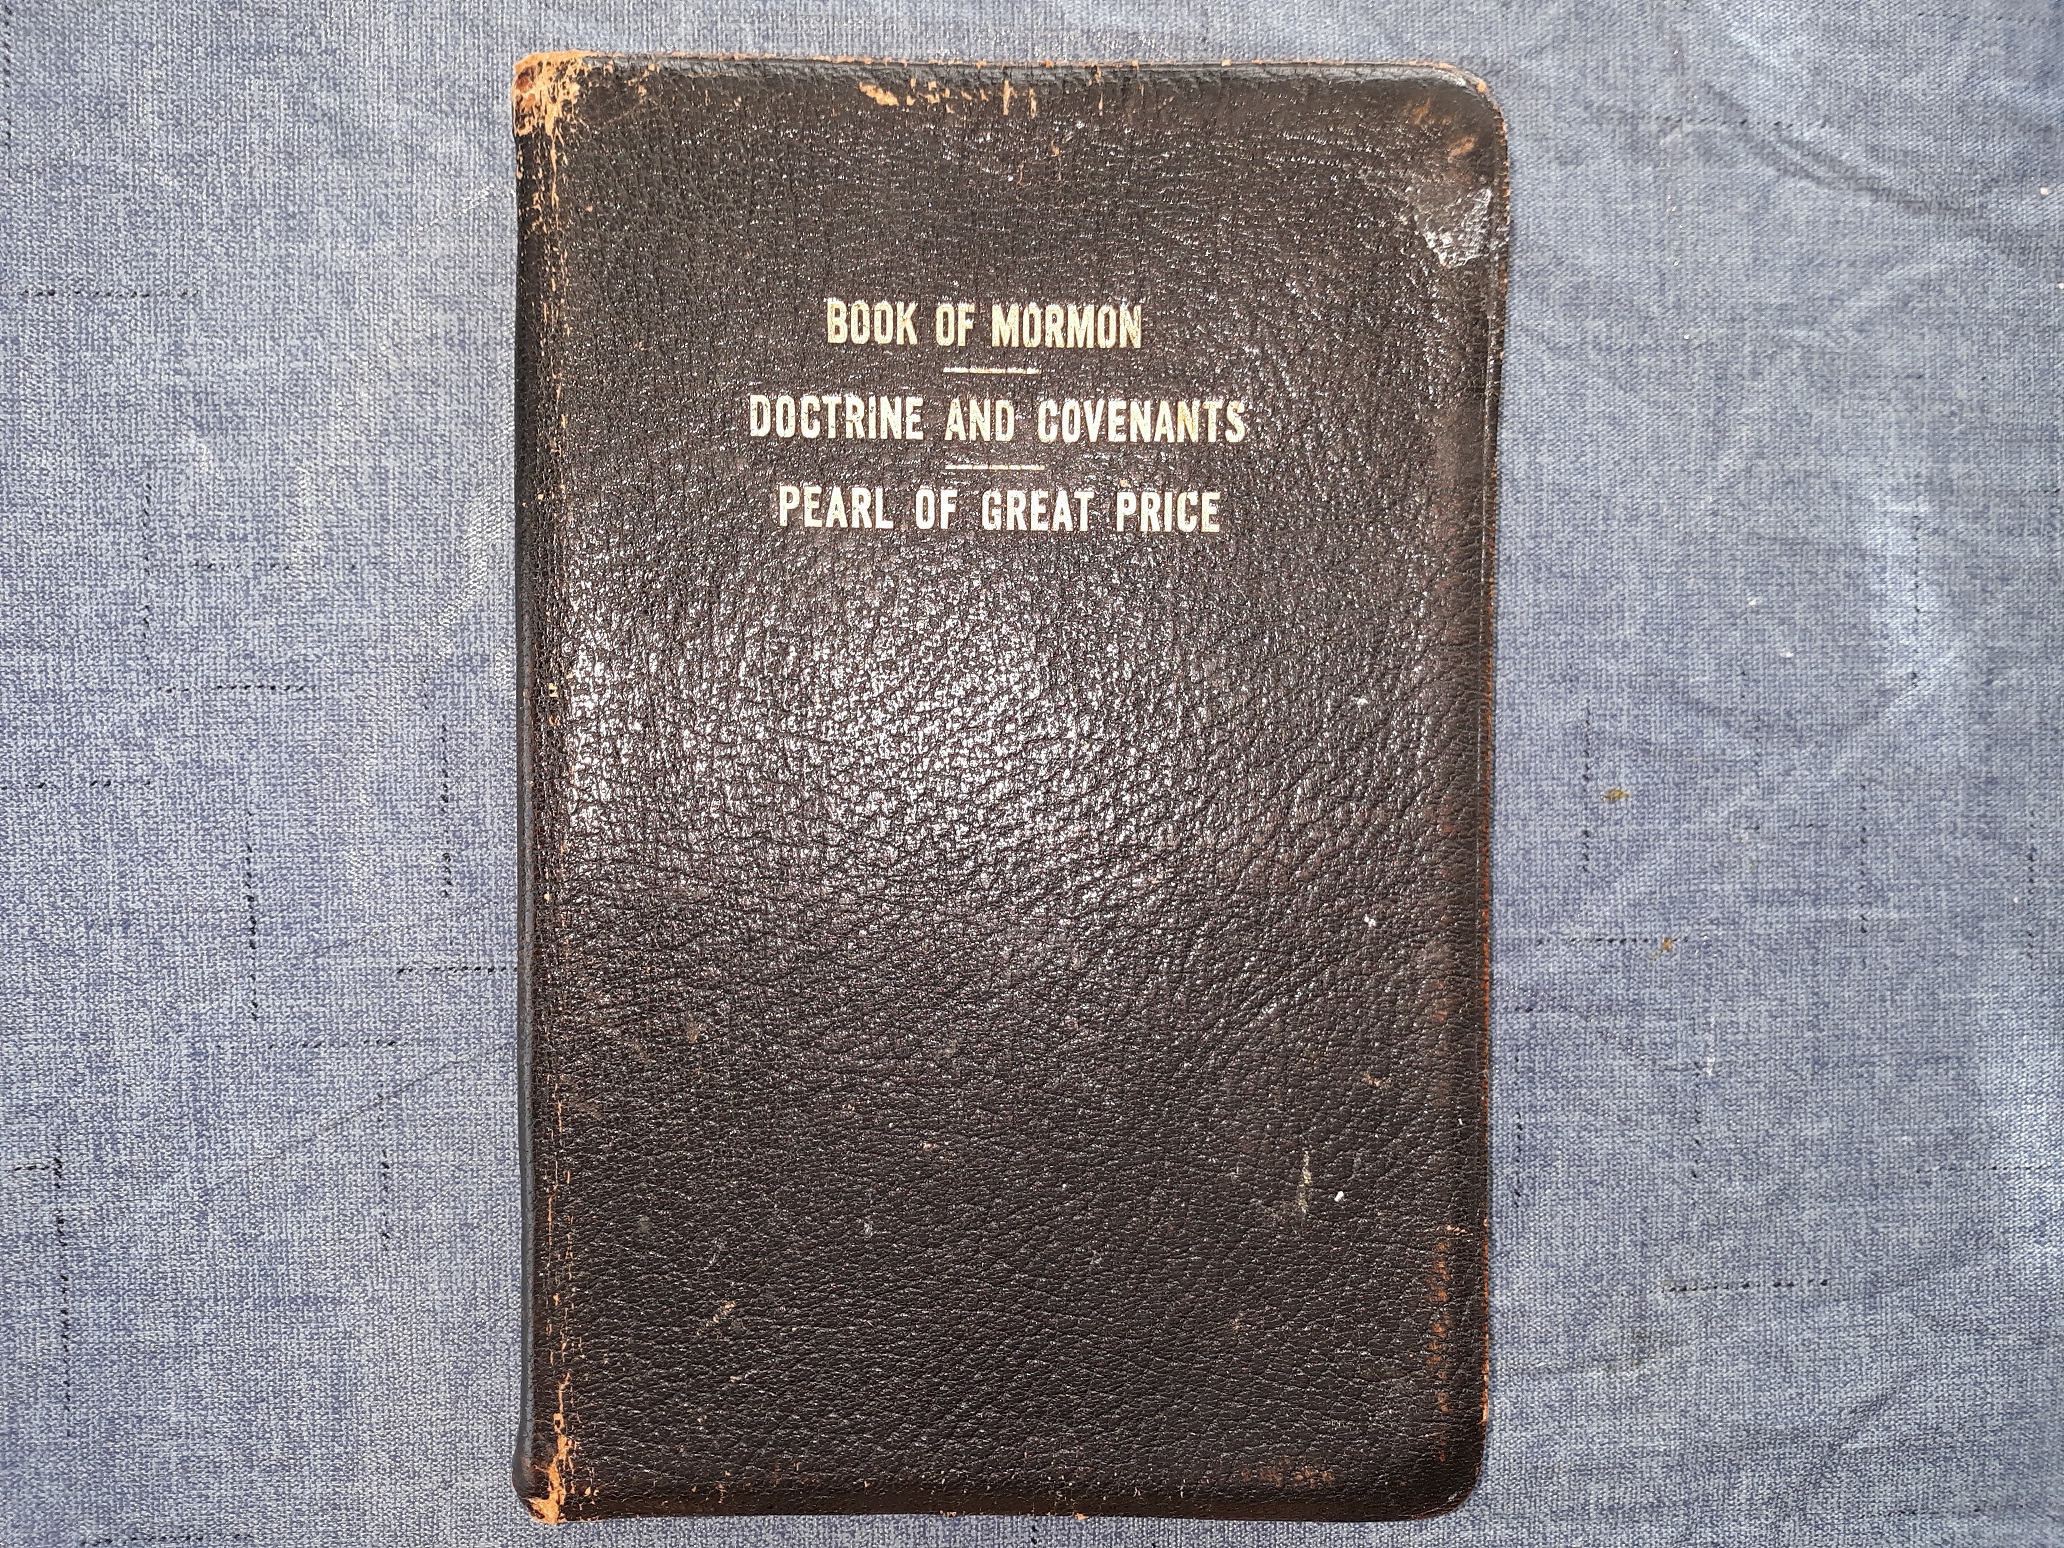 BOOK OF MORMON
DOCTRINE AND COVENANTS
PEARL OF GREAT PRICE